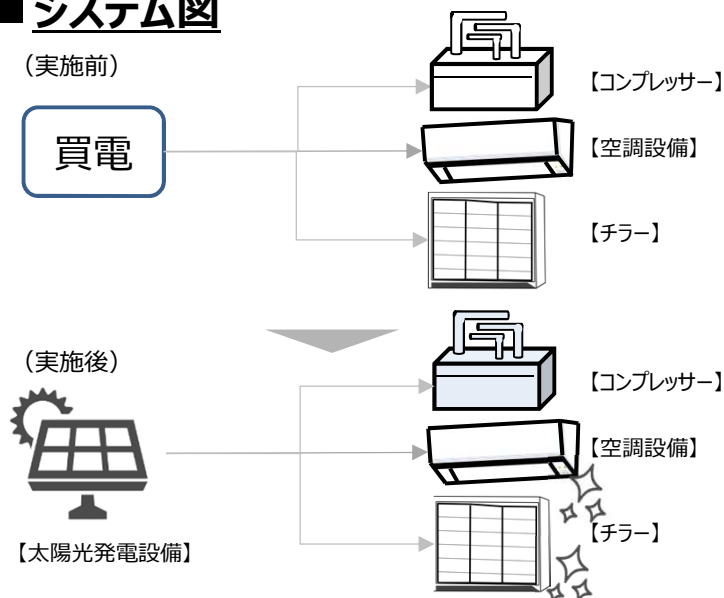 ■ システム図
（実施前）
買電
【コンプレッサー】
【空調設備】
【チラー】
（実施後）
【太陽光発電設備】
【コンプレッサー】
【空調設備】
【チラー】